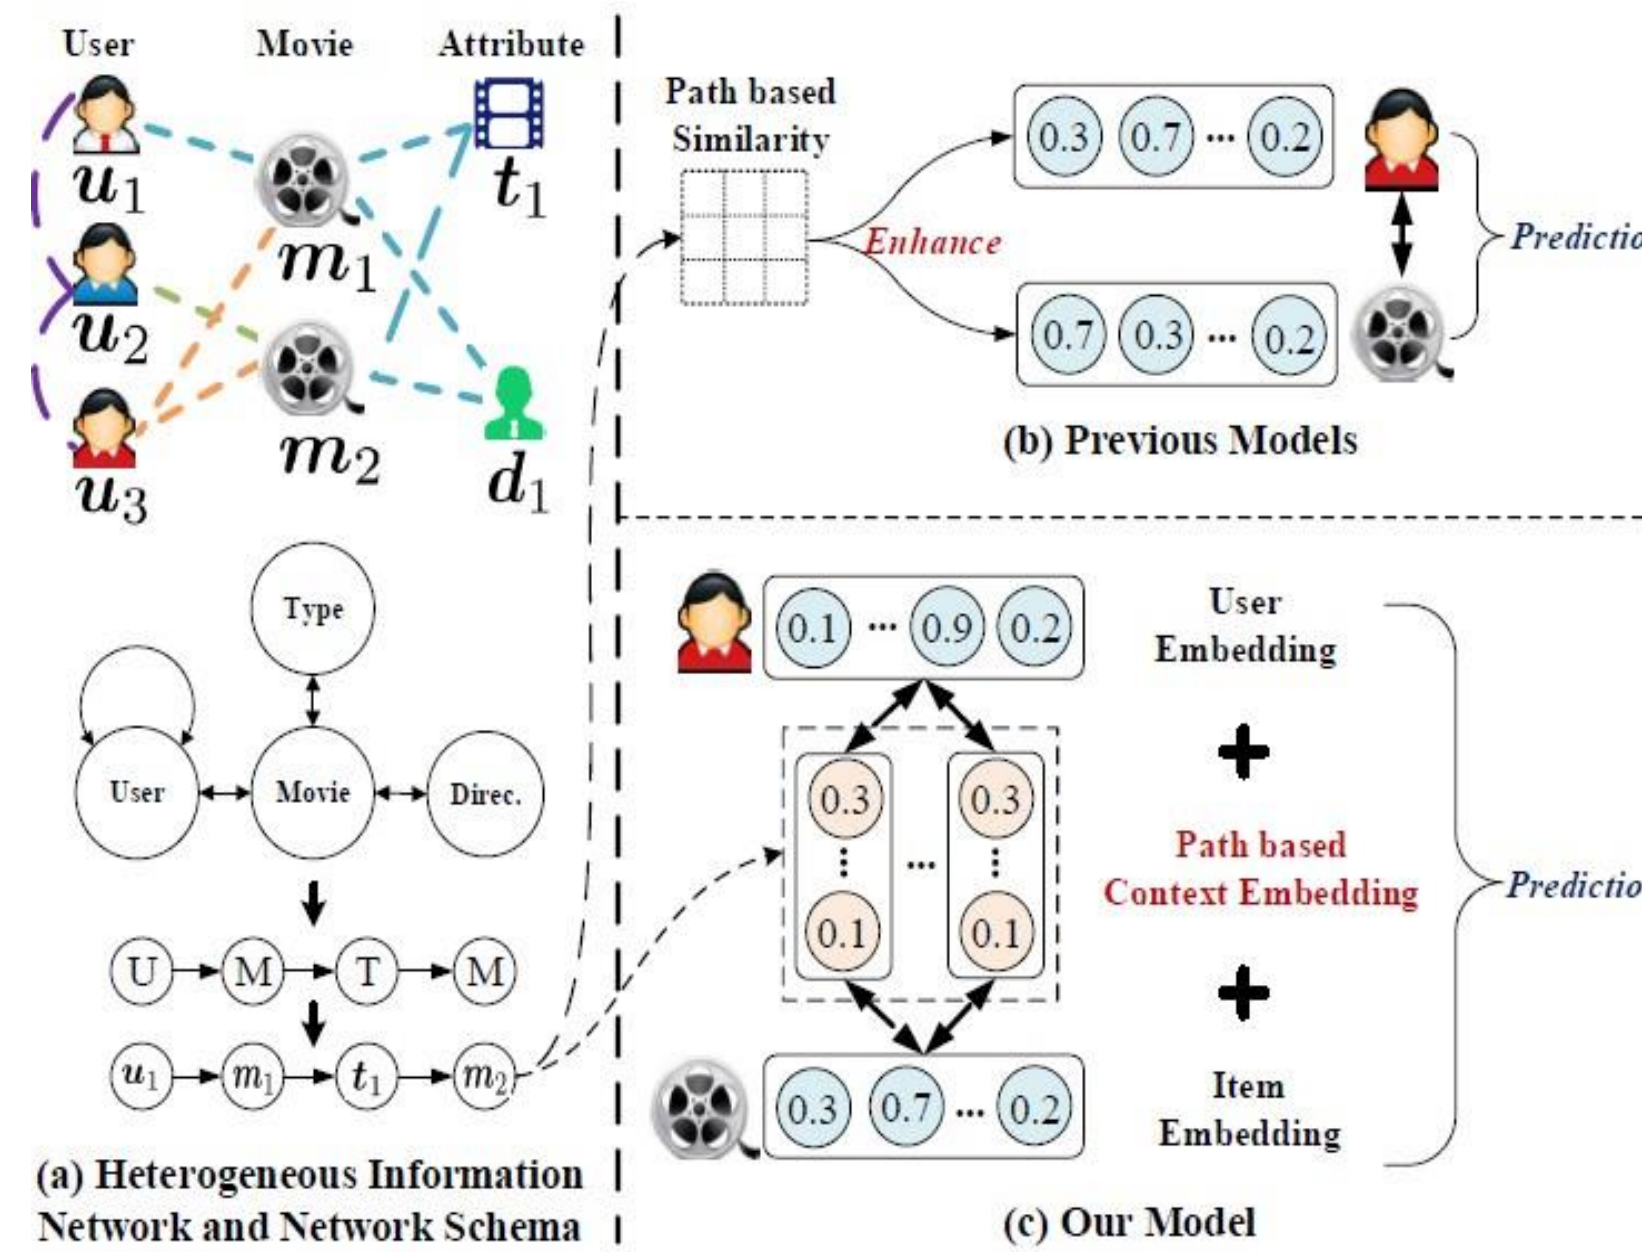 User Movie Attribute
u1
m1
t1
u2
m2
d1
u3
Type
User Movie Direc.
U M T M
u1 m1 t1 m2
(a) Heterogeneous Information
Network and Network Schema
Path based
Similarity
Enhance
0.3 0.7 ... 0.2
0.7 0.3 ... 0.2
Predictio
(b) Previous Models
0.1 ... 0.9 0.2
0.3 0.3
...
0.1 0.1
0.3 0.7 ... 0.2
User
Embedding
+
Path based
Context Embedding
+
Item
Embedding
Predictio
(c) Our Model